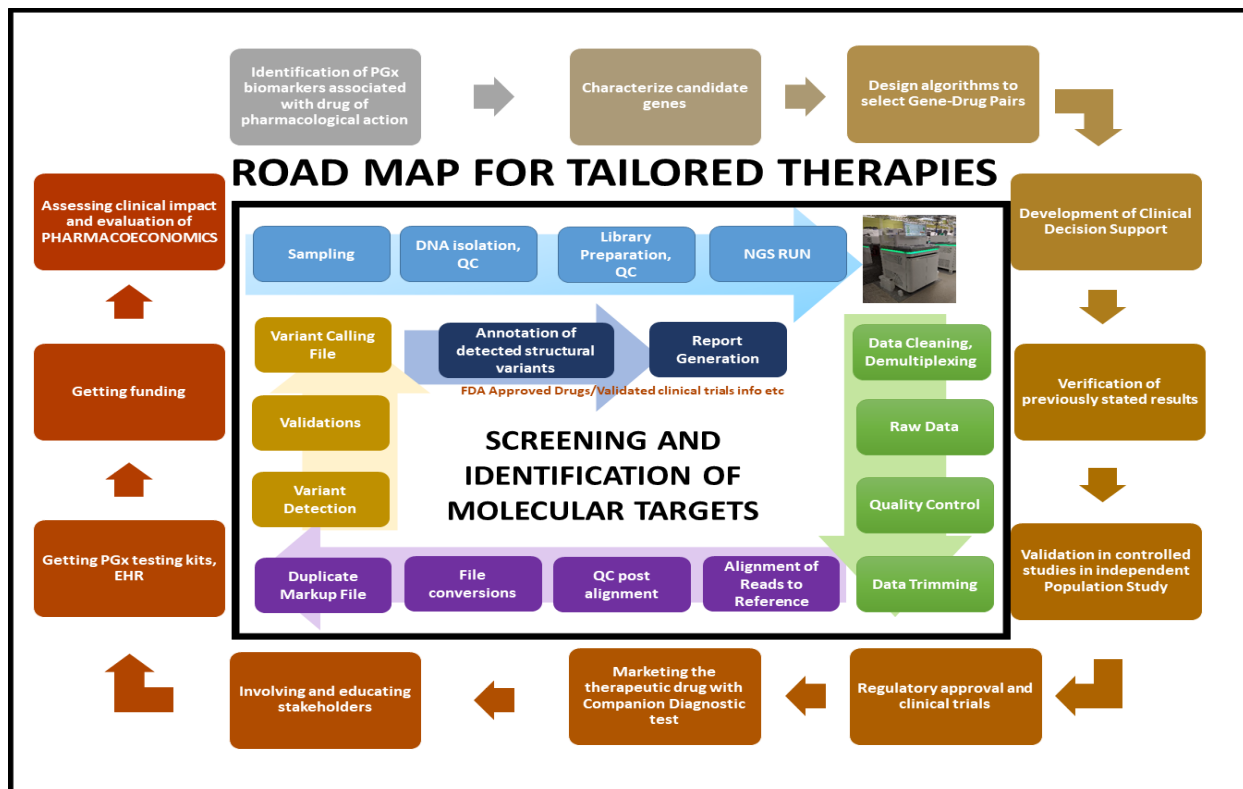 Identification of PGx
biomarkers associated
with drug of
pharmacological action
Characterize candidate
genes
Design algorithms to
select Gene-Drug Pairs
ROAD MAP FOR TAILORED THERAPIES
Assessing clinical impact
and evaluation of
PHARMACOECONOMICS
Development of Clinical
Decision Support
Sampling
DNA isolation,
QC
Library
Preparation,
QC
NGS RUN
Variant Calling
File
Annotation of
detected structural
variants
Report
Generation
Data Cleaning,
Demultiplexing
FDA Approved Drugs/Validated clinical trials info etc
Getting funding
Verification of
previously stated results
Validations
Raw Data
SCREENING AND
IDENTIFICATION OF
MOLECULAR TARGETS
Variant
Detection
Quality Control
Getting PGx testing kits,
EHR
Validation in controlled
studies in independent
Population Study
Duplicate
Markup File
File
conversions
QC post
alignment
Alignment of
Reads to
Reference
Data Trimming
Involving and educating
stakeholders
Marketing the
therapeutic drug with
Companion Diagnostic
test
Regulatory approval and
clinical trials